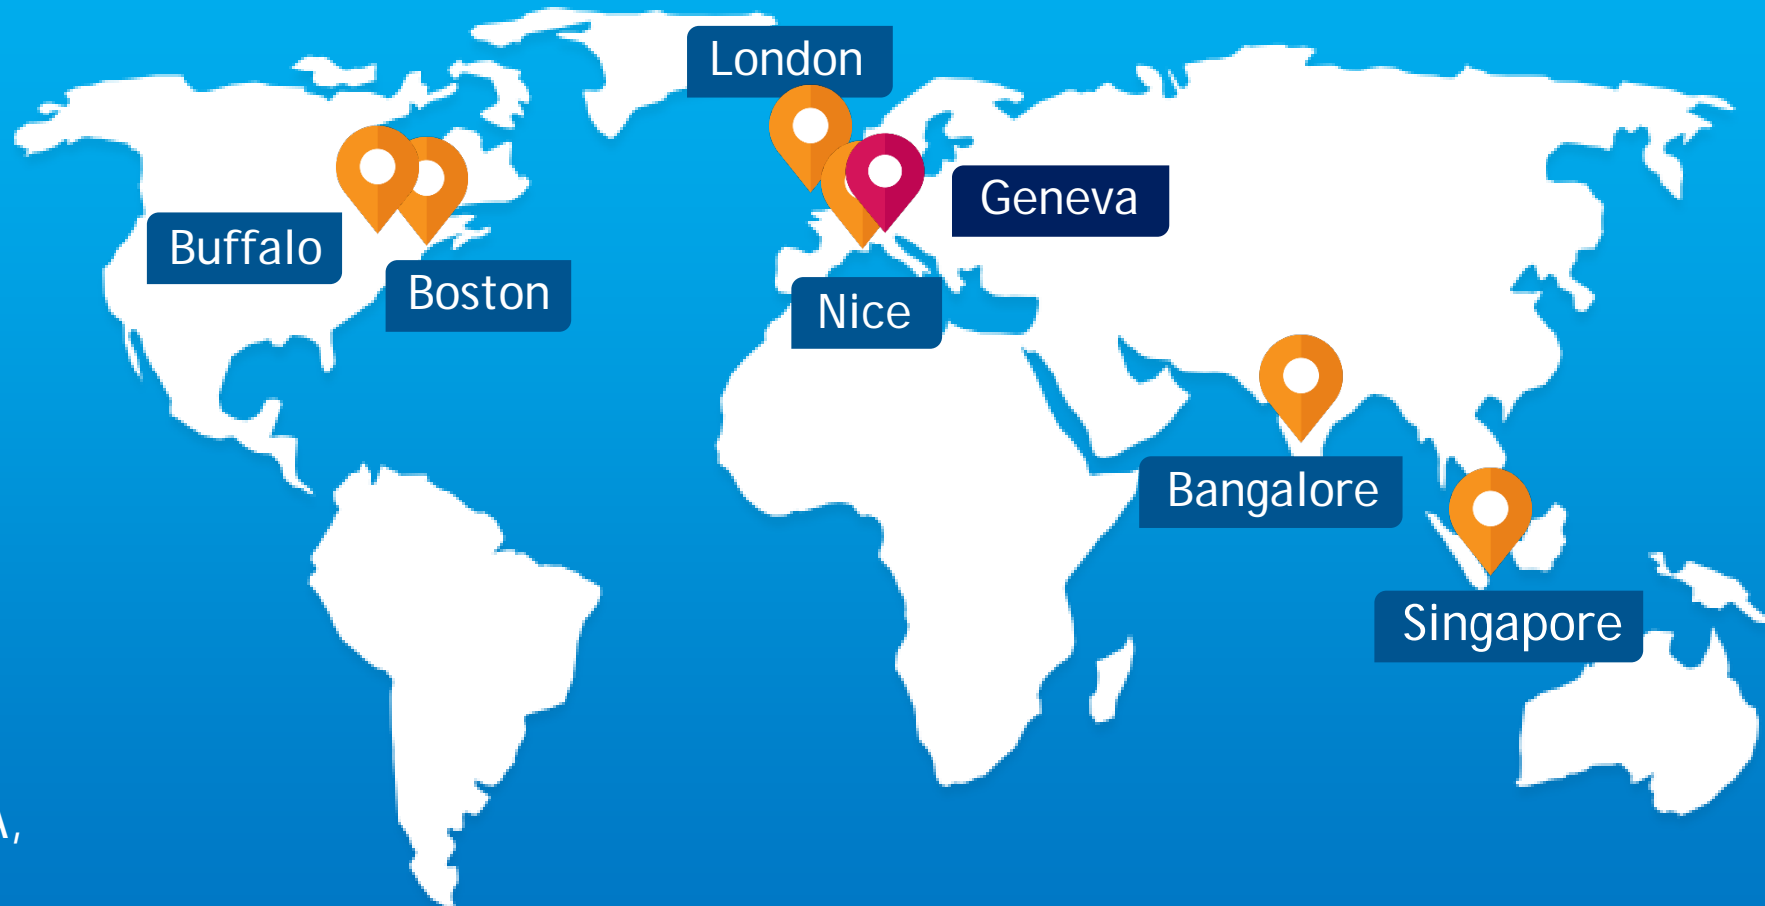 London
Geneva
Buffalo
Boston
Nice
Bangalore
Singapore
A,